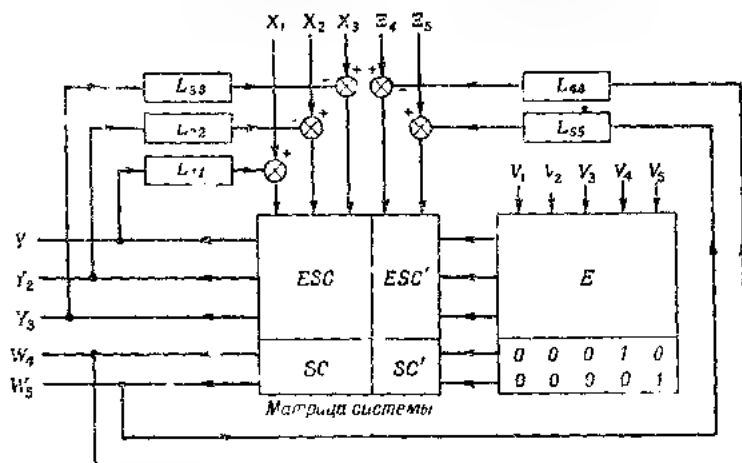 X₁ X₂ X₃ Ξ₄ Ξ₅
L₃₃ L₄₄
L₂₂ L₅₅
L₁₁
V₁ V₂ V₃ V₄ V₅
Y
Y₂ ESC ESC′ E
Y₃
W₄ SC SC′ 0 0 0 1 0
W₅ 0 0 0 0 1
Матрица системы